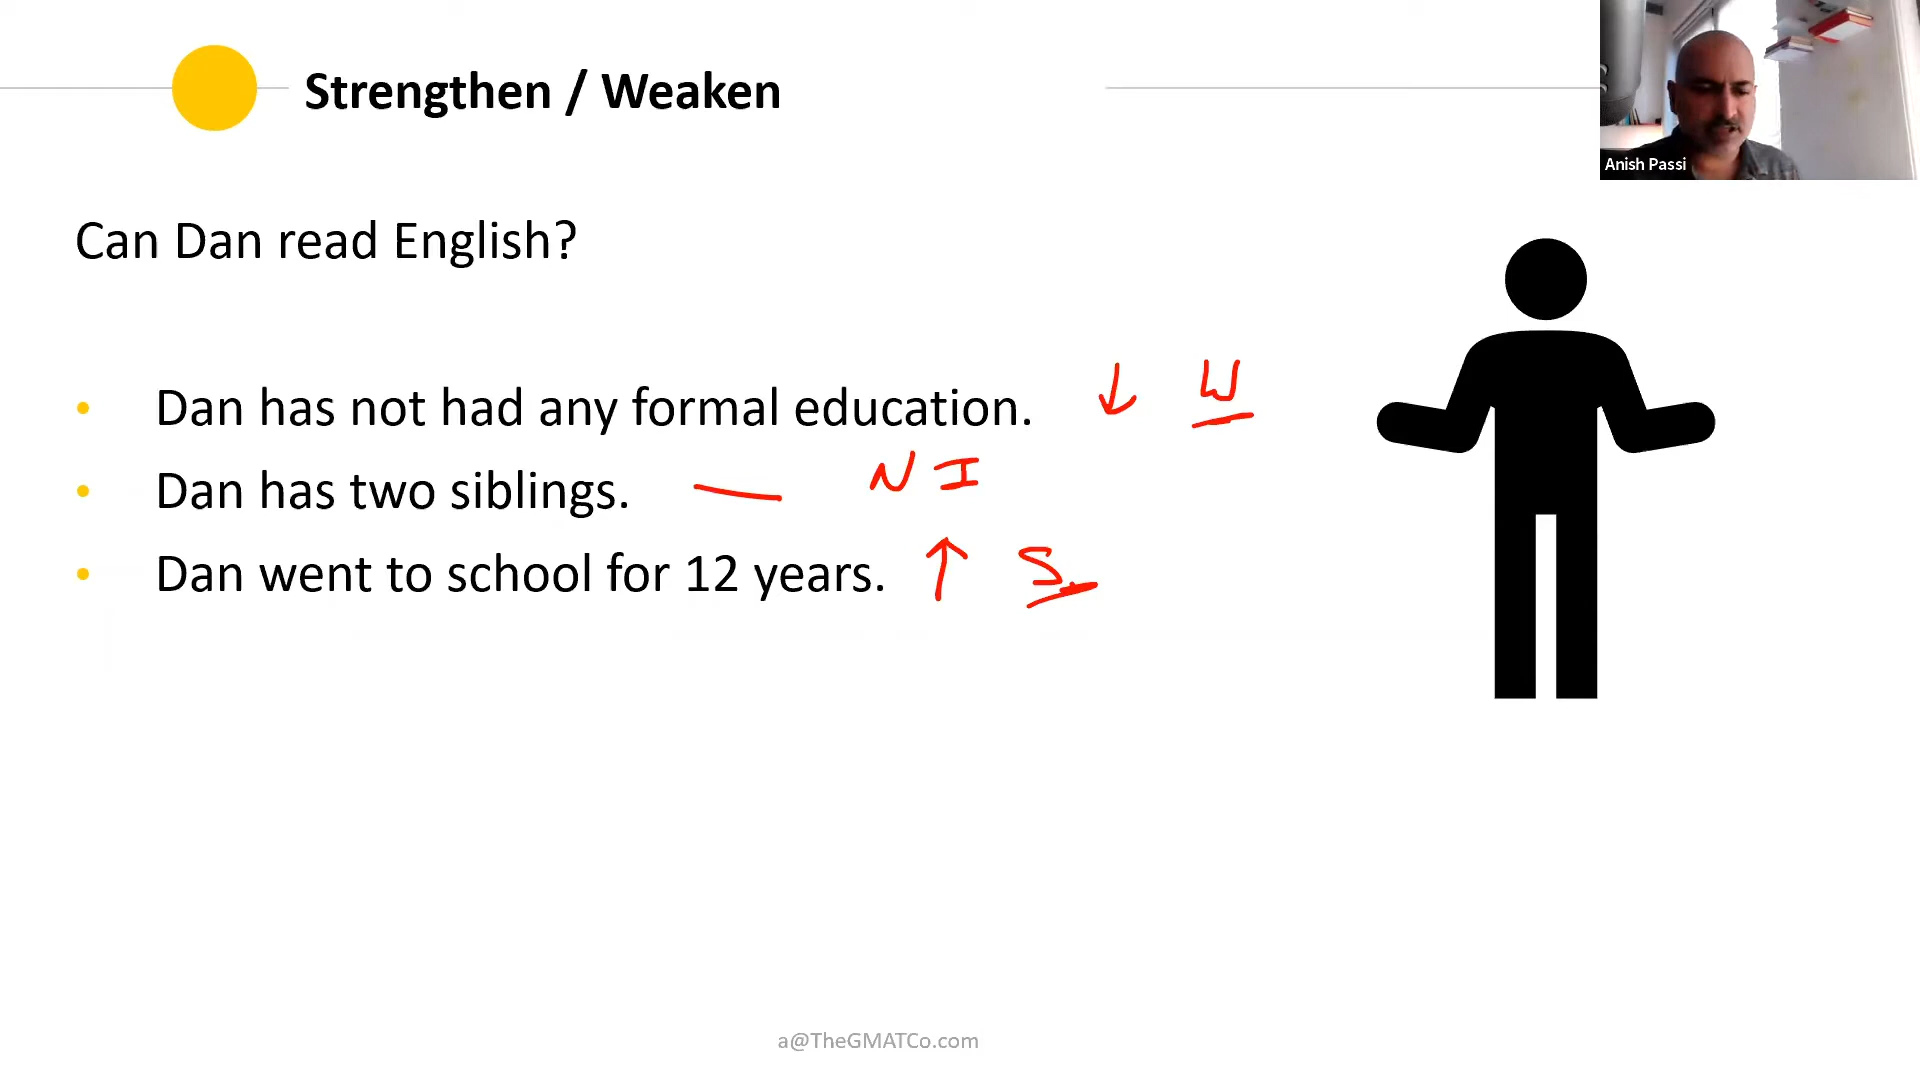 Strengthen / Weaken
Anish Passi
Can Dan read English?
• Dan has not had any formal education. ↓ W
• Dan has two siblings. — NI
• Dan went to school for 12 years. ↑ S
a@TheGMATCo.com